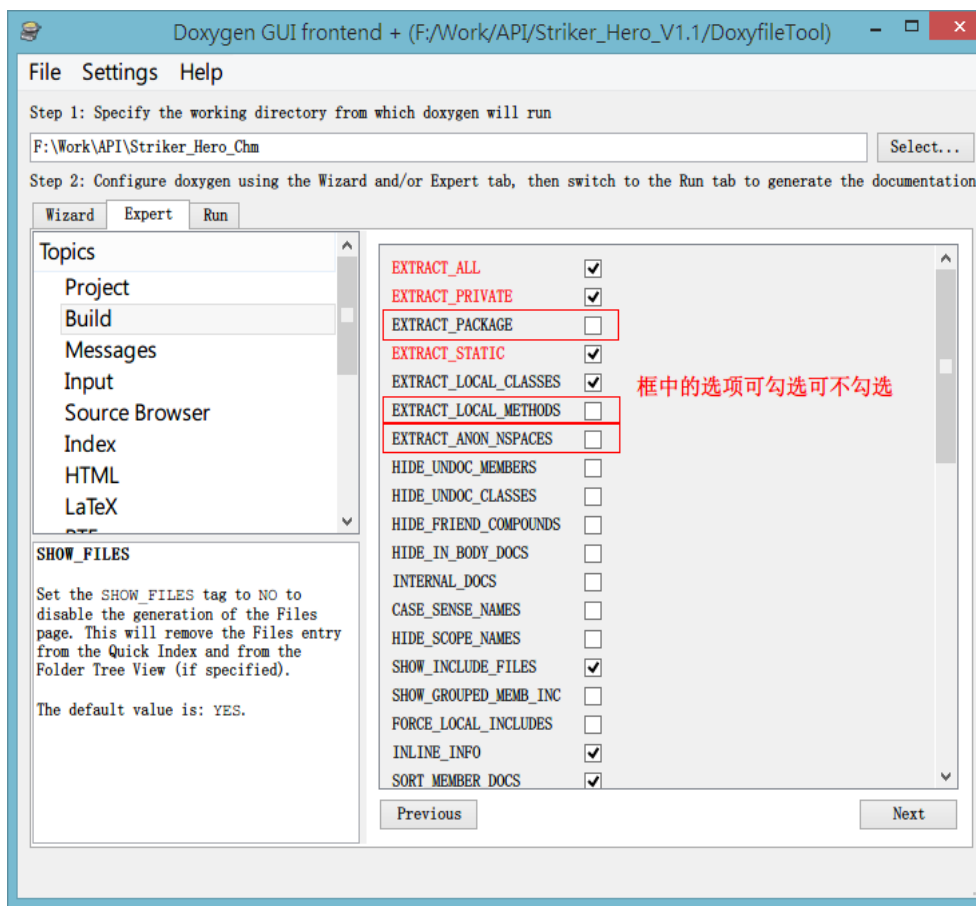 Doxygen GUI frontend + (F:/Work/API/Striker_Hero_V1.1/DoxyfileTool)
File Settings Help
Step 1: Specify the working directory from which doxygen will run
F:\Work\API\Striker_Hero_Chm
Select...
Step 2: Configure doxygen using the Wizard and/or Expert tab, then switch to the Run tab to generate the documentation
Wizard Expert Run
Topics
Project
Build
Messages
Input
Source Browser
Index
HTML
LaTeX
SHOW_FILES
Set the SHOW_FILES tag to NO to
disable the generation of the Files
page. This will remove the Files entry
from the Quick Index and from the
Folder Tree View (if specified).
The default value is: YES.
EXTRACT_ALL
EXTRACT_PRIVATE
EXTRACT_PACKAGE
EXTRACT_STATIC
EXTRACT_LOCAL_CLASSES
框中的选项可勾选可不勾选
EXTRACT_LOCAL_METHODS
EXTRACT_ANON_NSPACES
HIDE_UNDOC_MEMBERS
HIDE_UNDOC_CLASSES
HIDE_FRIEND_COMPOUNDS
HIDE_IN_BODY_DOCS
INTERNAL_DOCS
CASE_SENSE_NAMES
HIDE_SCOPE_NAMES
SHOW_INCLUDE_FILES
SHOW_GROUPED_MEMB_INC
FORCE_LOCAL_INCLUDES
INLINE_INFO
SORT_MEMBER_DOCS
Previous
Next